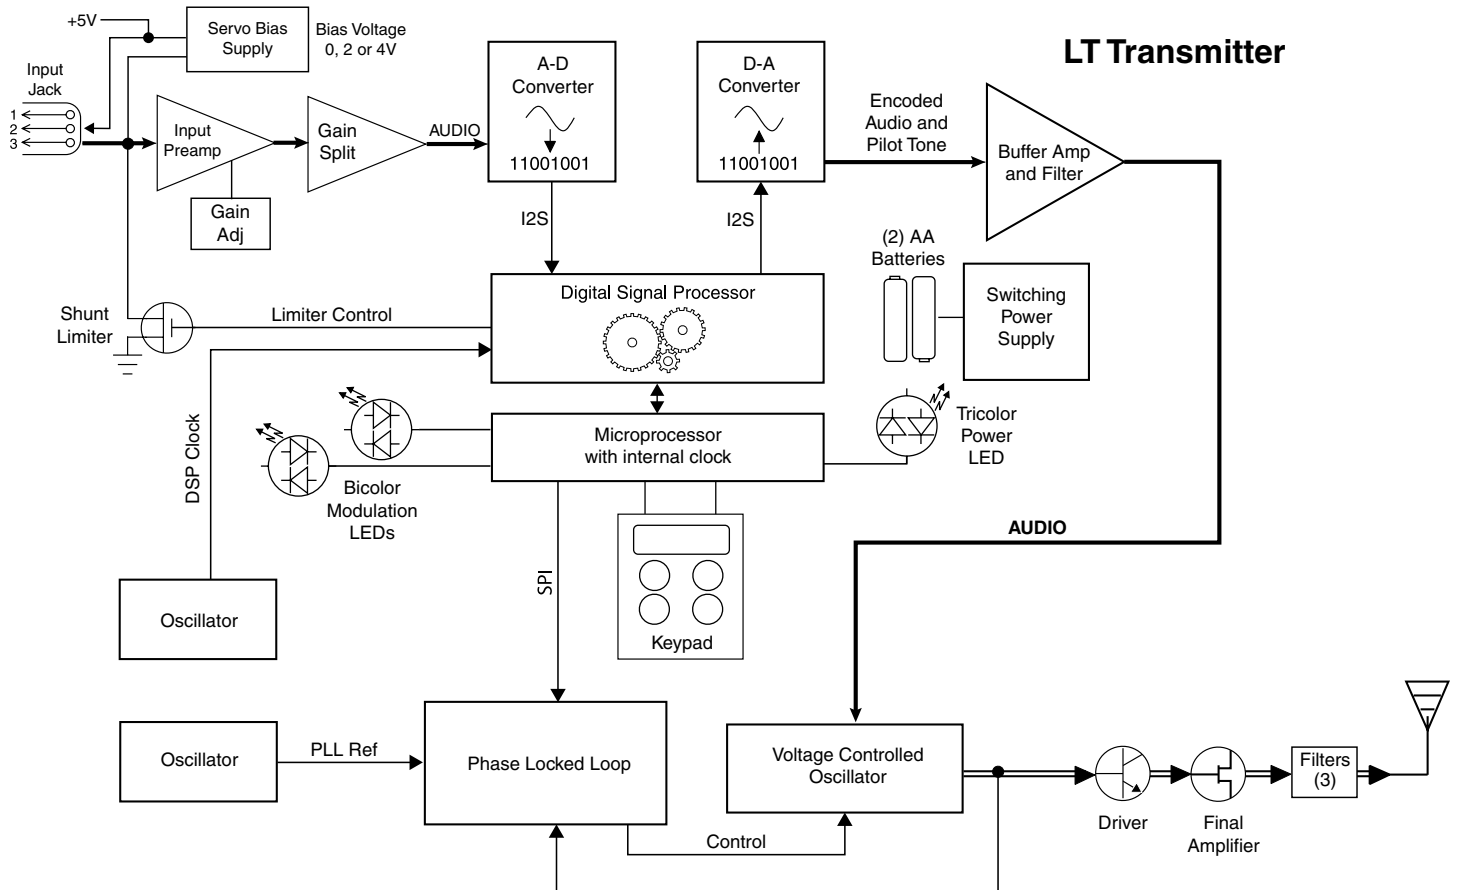 LT Transmitter
+5V
Servo Bias
Supply
Bias Voltage
0, 2 or 4V
Input
Jack
1
2
3
Input
Preamp
Gain
Split
AUDIO
Gain
Adj
A-D
Converter
11001001
D-A
Converter
11001001
Encoded
Audio and
Pilot Tone
Buffer Amp
and Filter
I2S
I2S
(2) AA
Batteries
Switching
Power
Supply
Digital Signal Processor
Shunt
Limiter
Limiter Control
DSP Clock
Microprocessor
with internal clock
Tricolor
Power
LED
Bicolor
Modulation
LEDs
AUDIO
SPI
Keypad
Oscillator
Oscillator
PLL Ref
Phase Locked Loop
Voltage Controlled
Oscillator
Control
Driver
Final
Amplifier
Filters
(3)